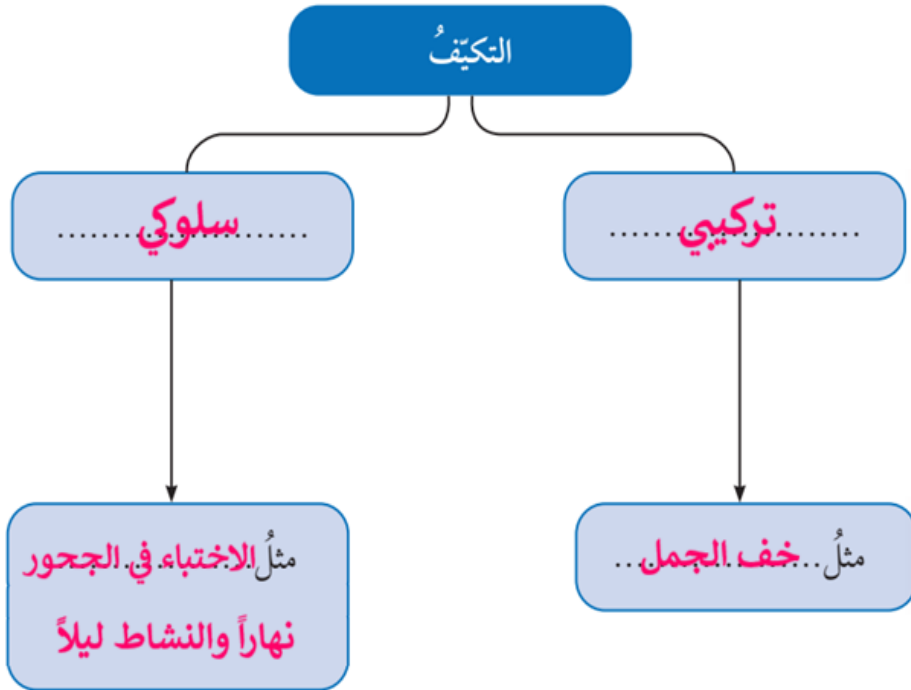 التكيّفُ
تركيبي
سلوكي
مثلُ خف الجمل
مثلُ الاختباء في الجحور
نهاراً والنشاط ليلاً